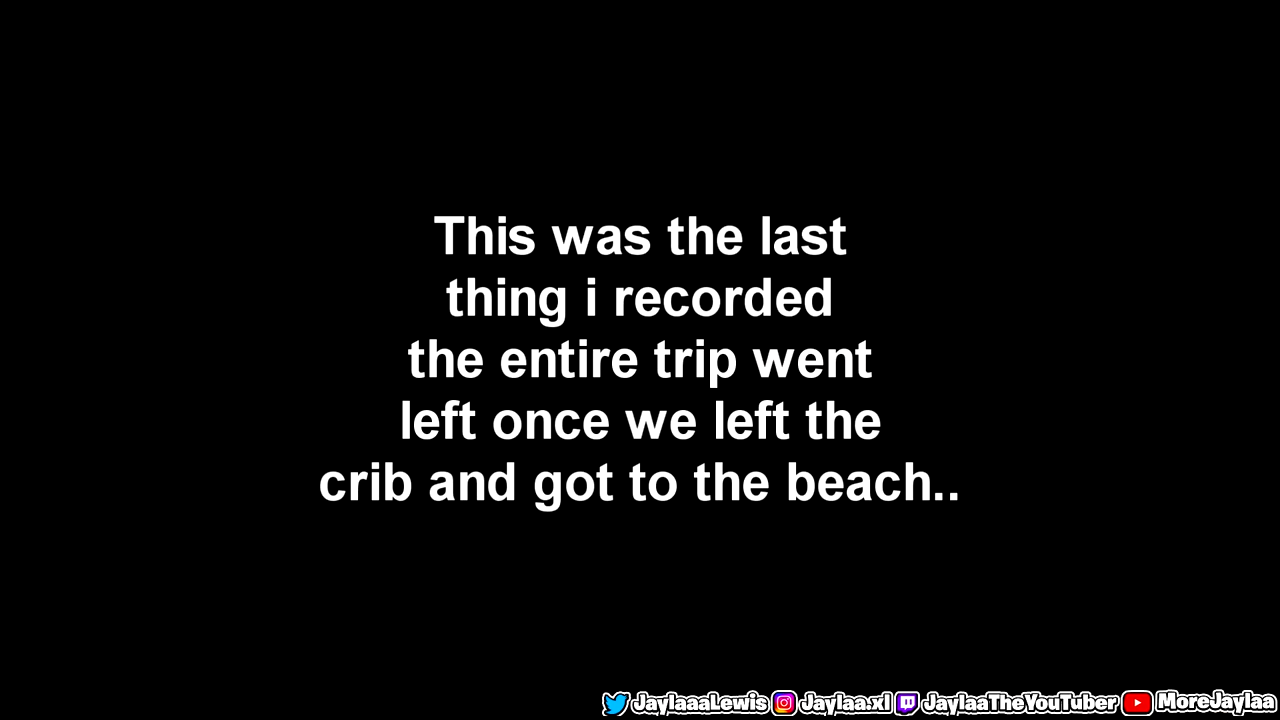 This was the last
thing i recorded
the entire trip went
left once we left the
crib and got to the beach..
JaylaaaLewis Jaylaa.xl JaylaaTheYouTuber MoreJaylaa